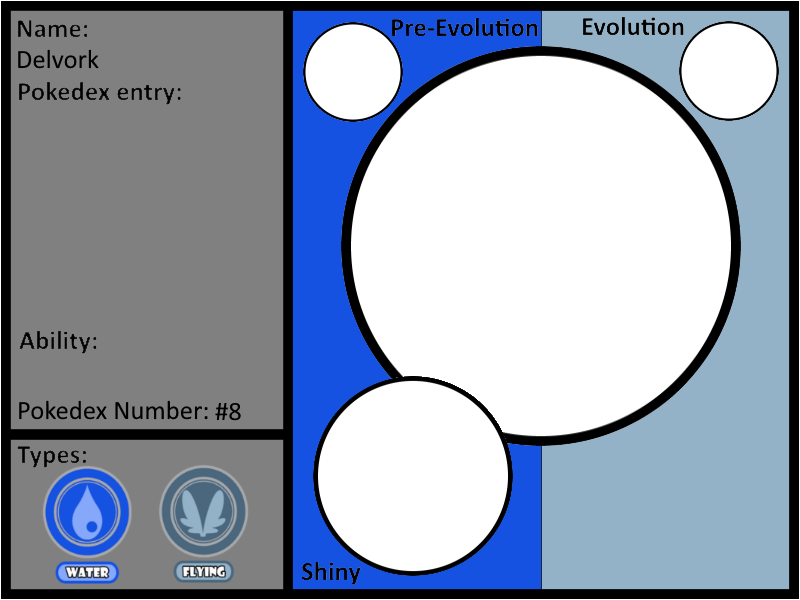 Name:
Delvork
Pokedex entry:
Ability:
Pokedex Number: #8
Types:
WATER
FLYING
Pre-Evolution
Evolution
Shiny